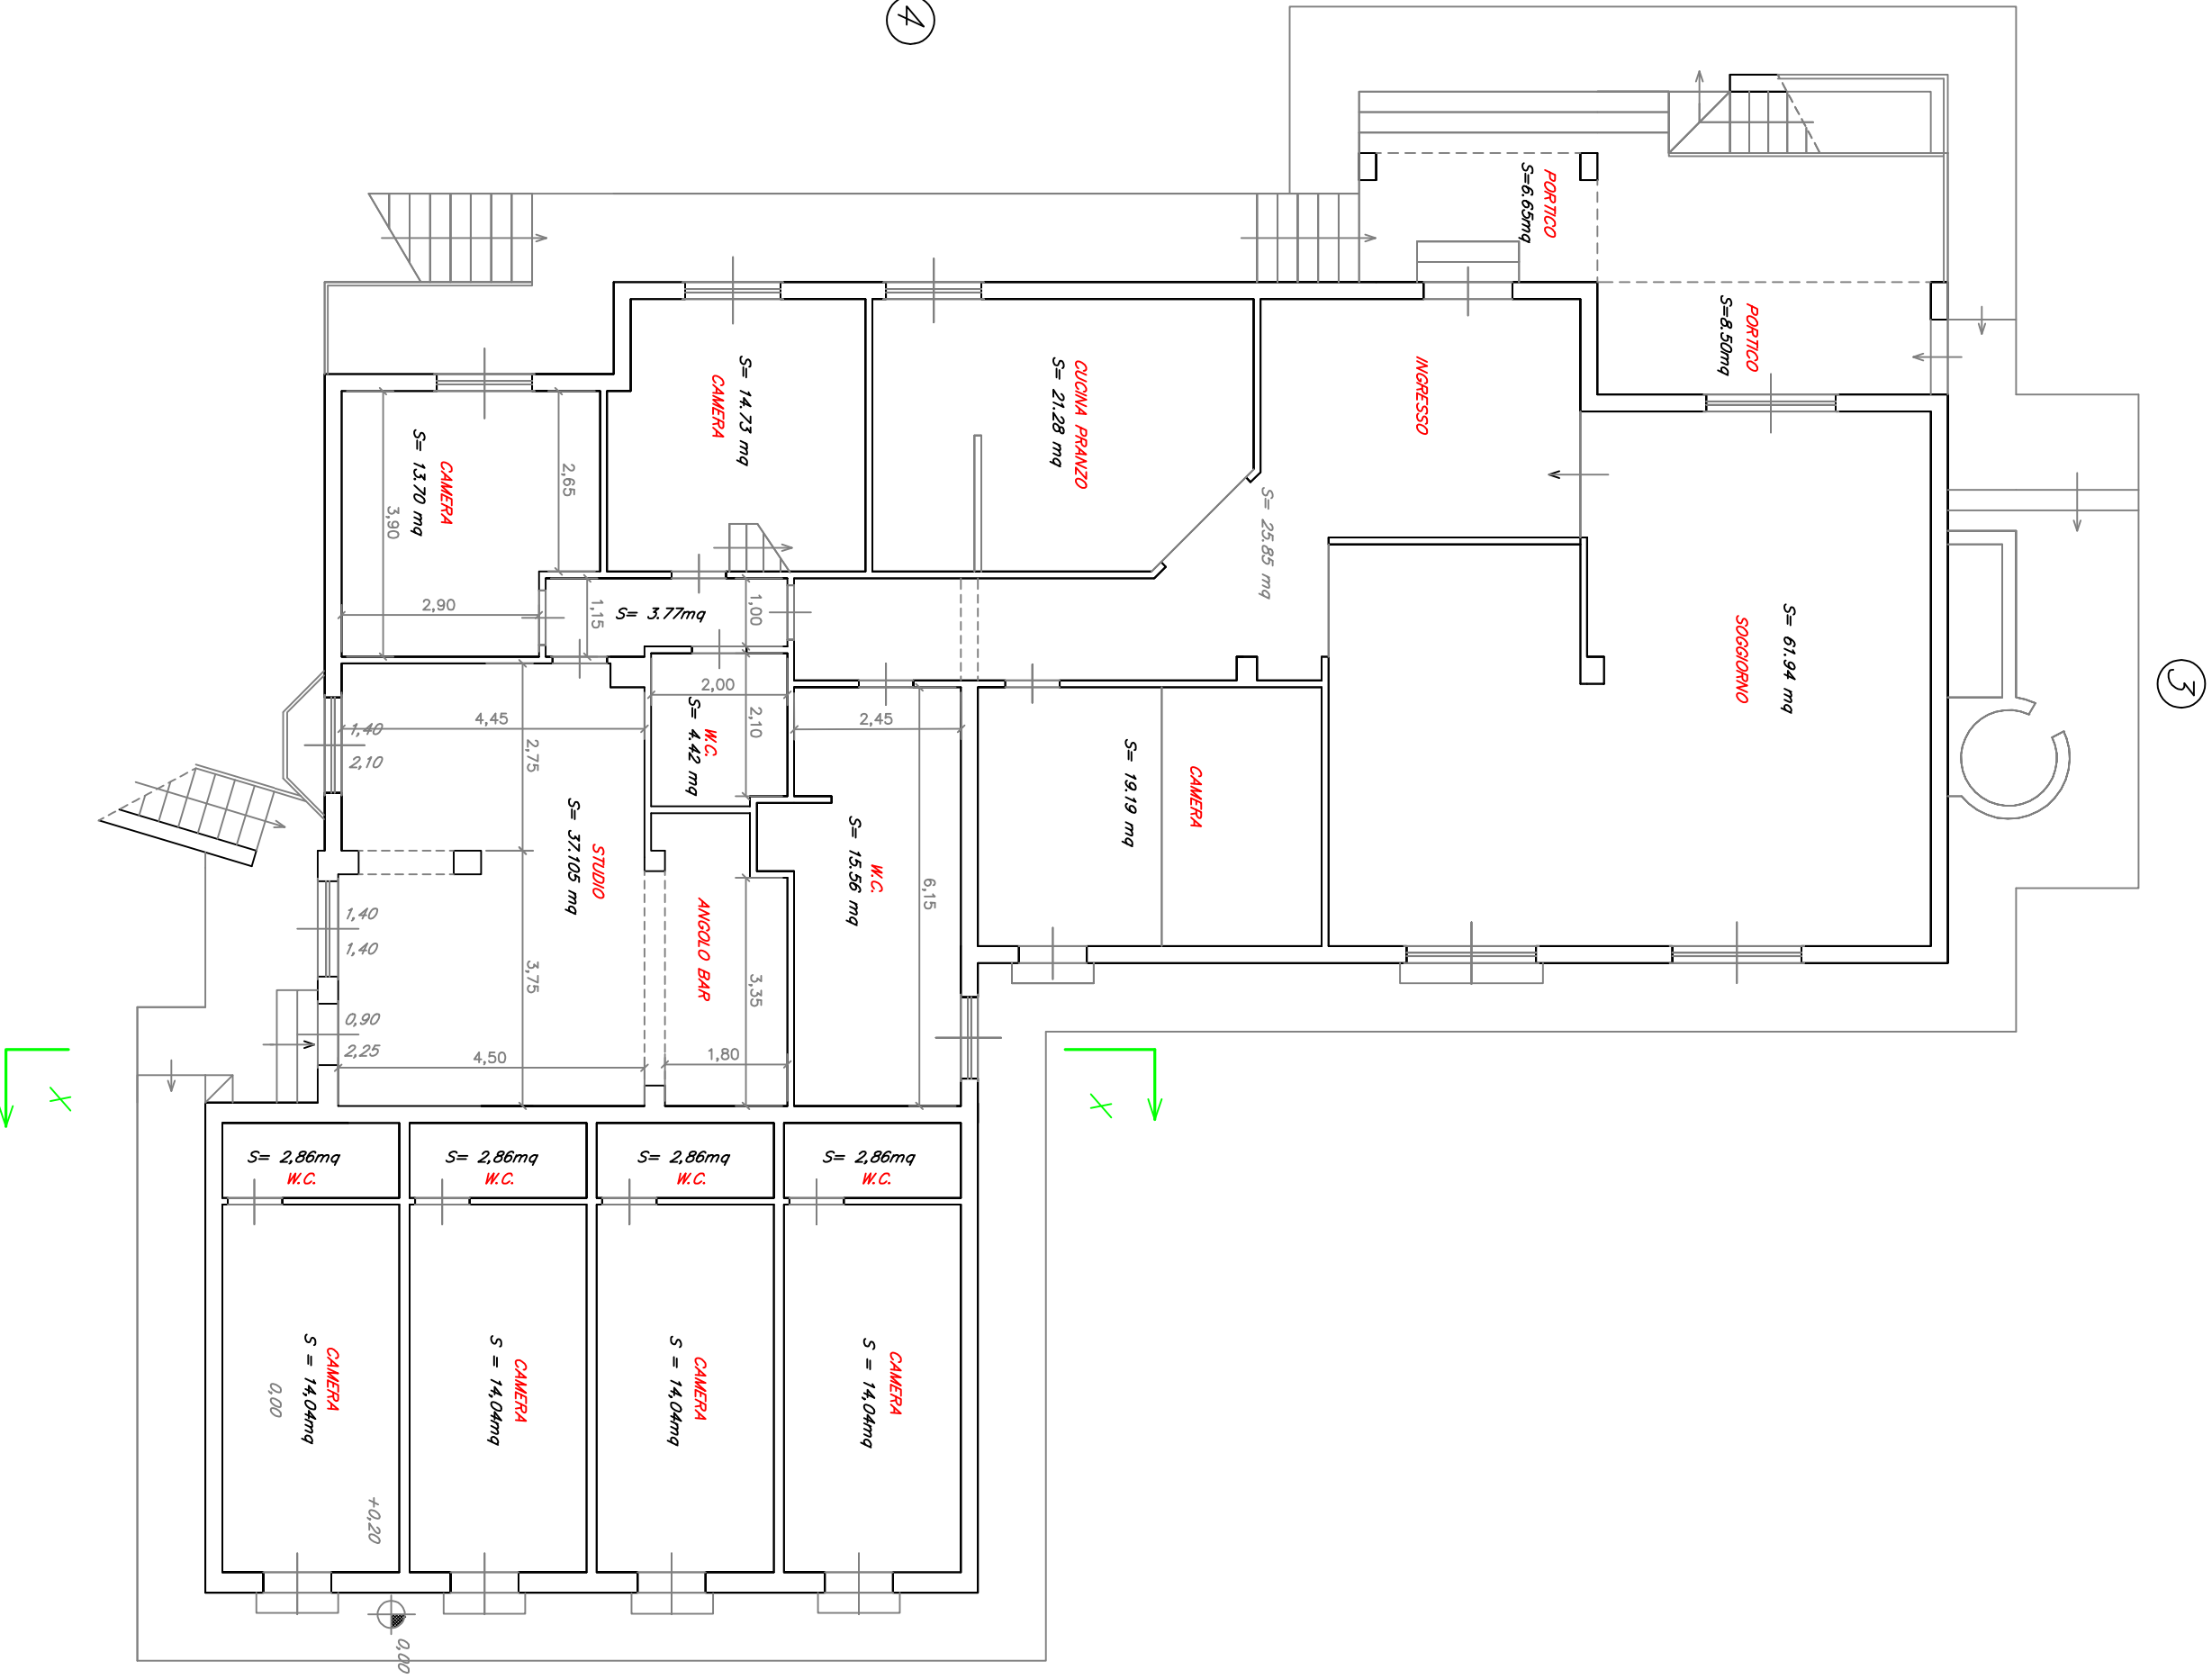 4
3
PORTICO
S=6.65mq
PORTICO
S=8.50mq
INGRESSO
S= 25.85 mq
CUCINA PRANZO
S= 21.28 mq
S= 14.73 mq
CAMERA
CAMERA
S= 13.70 mq
2,65
3,90
2,90
1,15
S= 3.77mq
1,00
S= 61.94 mq
SOGGIORNO
2,00
W.C.
S= 4.42 mq
2,10
2,45
4,45
1,40
2,10
2,75
CAMERA
S= 19.19 mq
STUDIO
S= 37.105 mq
W.C.
S= 15.56 mq
6,15
ANGOLO BAR
1,40
1,40
3,75
3,35
0,90
2,25
4,50
1,80
X
X
S= 2,86mq
W.C.
S= 2,86mq
W.C.
S= 2,86mq
W.C.
S= 2,86mq
W.C.
CAMERA
S = 14,04mq
CAMERA
S = 14,04mq
CAMERA
S = 14,04mq
CAMERA
S = 14,04mq
0,00
+0,20
0,00